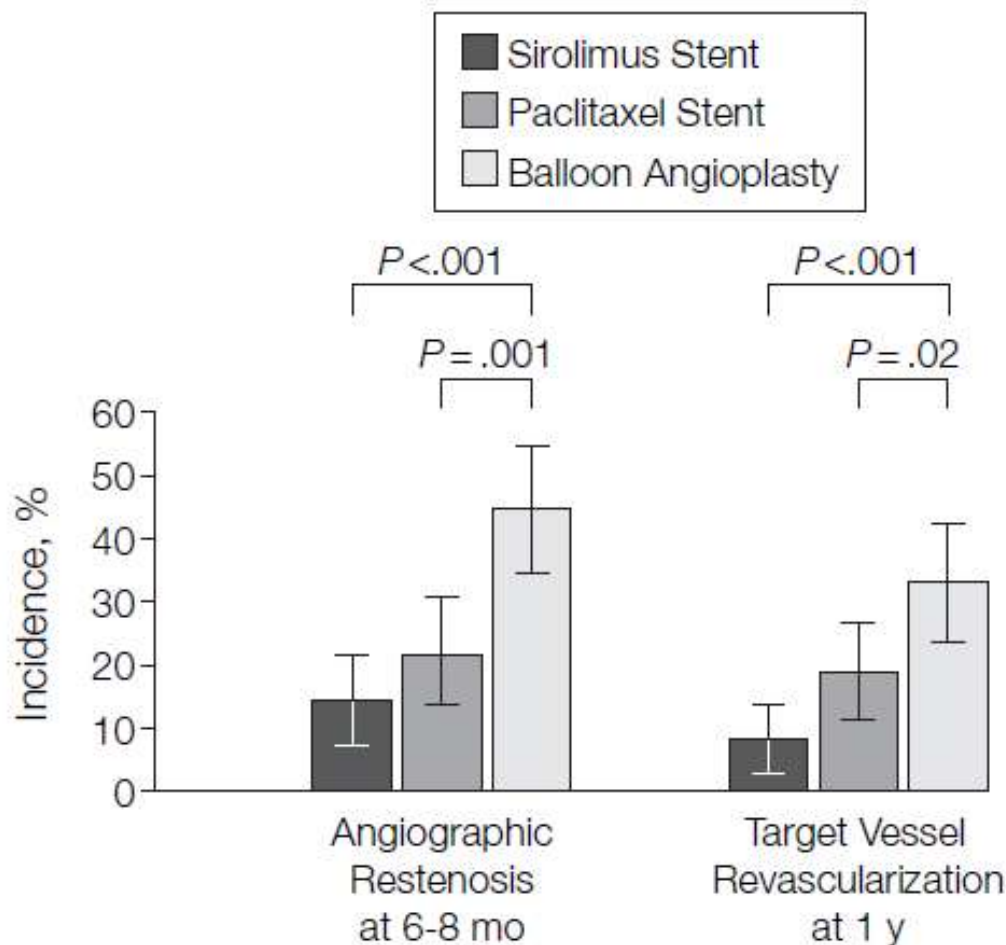 Sirolimus Stent
Paclitaxel Stent
Balloon Angioplasty
P<.001
P<.001
P = .001
P = .02
60
50
40
30
20
10
0
Incidence, %
Angiographic
Restenosis
at 6-8 mo
Target Vessel
Revascularization
at 1 y